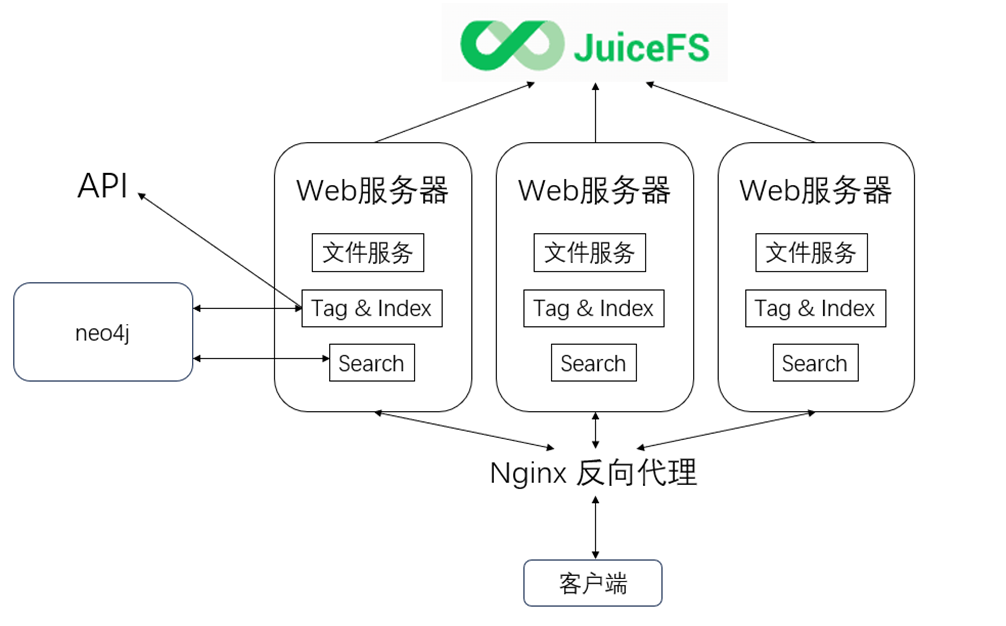 JuiceFS
API
Web服务器
文件服务
Tag & Index
Search
Web服务器
文件服务
Tag & Index
Search
Web服务器
文件服务
Tag & Index
Search
neo4j
Nginx 反向代理
客户端